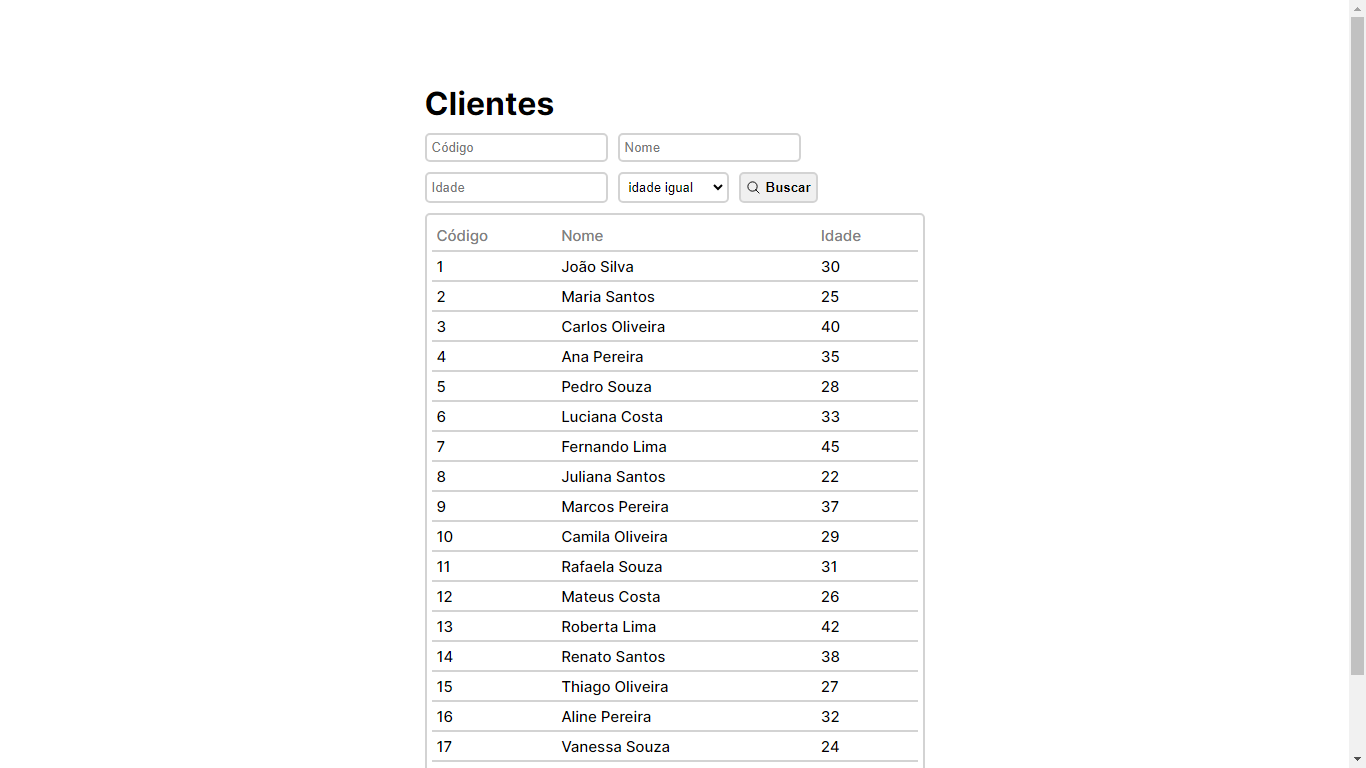 Clientes
Código Nome
Idade idade igual Buscar
Código Nome Idade
1 João Silva 30
2 Maria Santos 25
3 Carlos Oliveira 40
4 Ana Pereira 35
5 Pedro Souza 28
6 Luciana Costa 33
7 Fernando Lima 45
8 Juliana Santos 22
9 Marcos Pereira 37
10 Camila Oliveira 29
11 Rafaela Souza 31
12 Mateus Costa 26
13 Roberta Lima 42
14 Renato Santos 38
15 Thiago Oliveira 27
16 Aline Pereira 32
17 Vanessa Souza 24